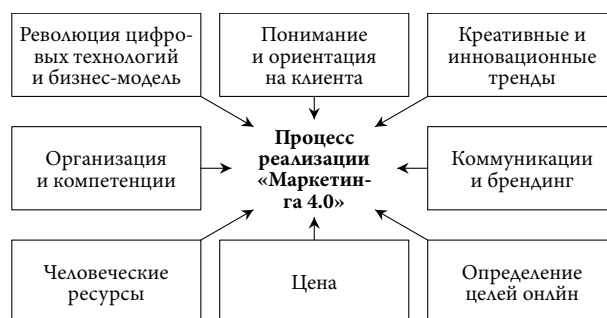 Революция цифро-
вых технологий
и бизнес-модель
Понимание
и ориентация
на клиента
Креативные и
инновационные
тренды
Организация
и компетенции
Процесс
реализации
«Маркетин-
га 4.0»
Коммуникации
и брендинг
Человеческие
ресурсы
Цена
Определение
целей онлйн